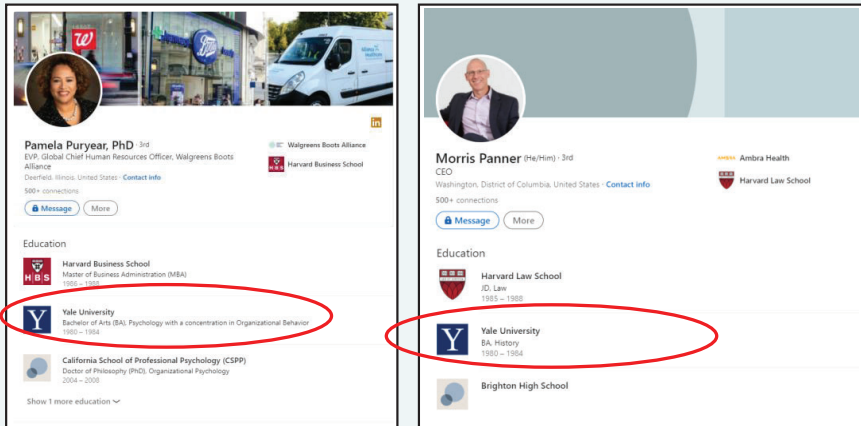 Pamela Puryear, PhD · 3rd
EVP, Global Chief Human Resources Officer, Walgreens Boots
Alliance
Deerfield, Illinois, United States · Contact info
500+ connections
Message
More
Walgreens Boots Alliance
Harvard Business School
Education
HBS
Harvard Business School
Master of Business Administration (MBA)
1986 – 1988
Y
Yale University
Bachelor of Arts (BA), Psychology with a concentration in Organizational Behavior
1980 – 1984
California School of Professional Psychology (CSPP)
Doctor of Philosophy (PhD), Organizational Psychology
2004 – 2008
Show 1 more education
W
Boots
in
Morris Panner (He/Him) · 3rd
CEO
Washington, District of Columbia, United States · Contact info
500+ connections
Message
More
AMBRA
Ambra Health
Harvard Law School
Education
Harvard Law School
JD, Law
1985 – 1988
Y
Yale University
BA, History
1980 – 1984
Brighton High School